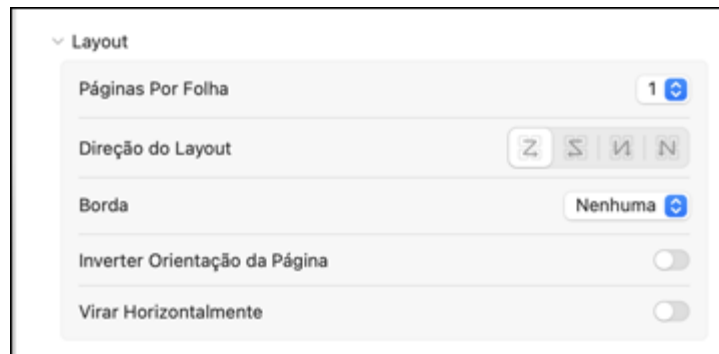 Layout
Páginas Por Folha 1
Direção do Layout
Borda Nenhuma
Inverter Orientação da Página
Virar Horizontalmente